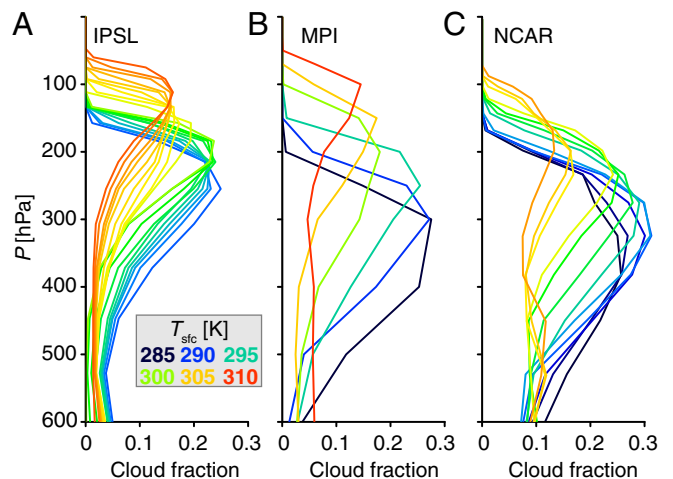 A IPSL
B MPI
C NCAR
P [hPa]
100
200
300
400
500
600
T sfc [K]
285 290 295
300 305 310
0 0.1 0.2 0.3
0 0.1 0.2 0.3
0 0.1 0.2 0.3
Cloud fraction
Cloud fraction
Cloud fraction